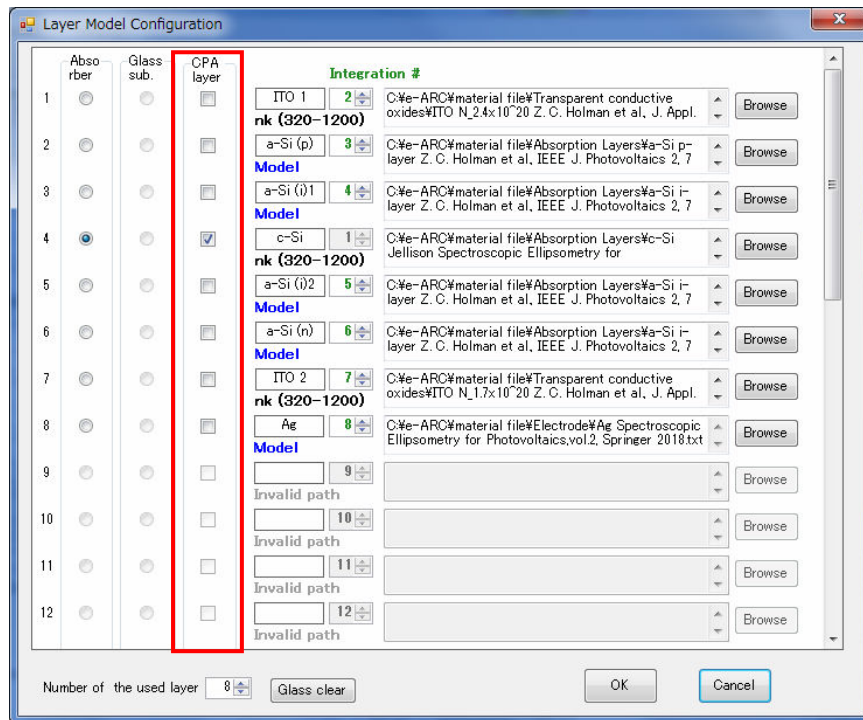 Layer Model Configuration
Abso
rber
Glass
sub.
CPA
layer
Integration #
1 ITO 1 2 C:¥e-ARC¥material file¥Transparent conductive Browse
nk (320-1200) oxides¥ITO N_2.4x10^20 Z. C. Holman et al, J. Appl.
2 a-Si (p) 3 C:¥e-ARC¥material file¥Absorption Layers¥a-Si p- Browse
Model layer Z. C. Holman et al, IEEE J. Photovoltaics 2, 7
3 a-Si (i)1 4 C:¥e-ARC¥material file¥Absorption Layers¥a-Si i- Browse
Model layer Z. C. Holman et al, IEEE J. Photovoltaics 2, 7
4 c-Si 1 C:¥e-ARC¥material file¥Absorption Layers¥c-Si Browse
nk (320-1200) Jellison Spectroscopic Ellipsometry for
5 a-Si (i)2 5 C:¥e-ARC¥material file¥Absorption Layers¥a-Si i- Browse
Model layer Z. C. Holman et al, IEEE J. Photovoltaics 2, 7
6 a-Si (n) 6 C:¥e-ARC¥material file¥Absorption Layers¥a-Si i- Browse
Model layer Z. C. Holman et al, IEEE J. Photovoltaics 2, 7
7 ITO 2 7 C:¥e-ARC¥material file¥Transparent conductive Browse
nk (320-1200) oxides¥ITO N_1.7x10^20 Z. C. Holman et al, J. Appl.
8 Ag 8 C:¥e-ARC¥material file¥Electrode¥Ag Spectroscopic Browse
Model Ellipsometry for Photovoltaics,vol.2, Springer 2018.txt
9 9 Browse
Invalid path
10 10 Browse
Invalid path
11 11 Browse
Invalid path
12 12 Browse
Invalid path
Number of the used layer 8 Glass clear OK Cancel